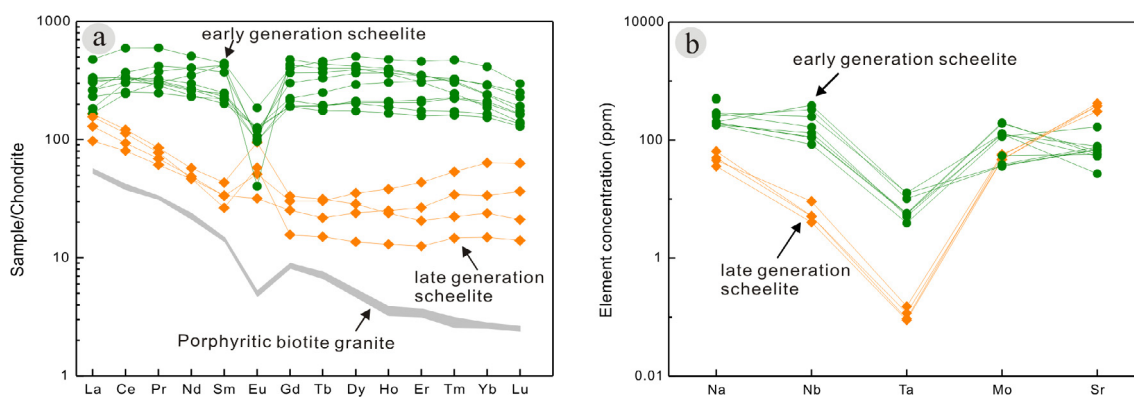 a
Sample/Chondrite
1000
100
10
1
early generation scheelite
late generation
scheelite
Porphyritic biotite granite
La Ce Pr Nd Sm Eu Gd Tb Dy Ho Er Tm Yb Lu
b
Element concentration (ppm)
10000
100
1
0.01
early generation scheelite
late generation
scheelite
Na Nb Ta Mo Sr